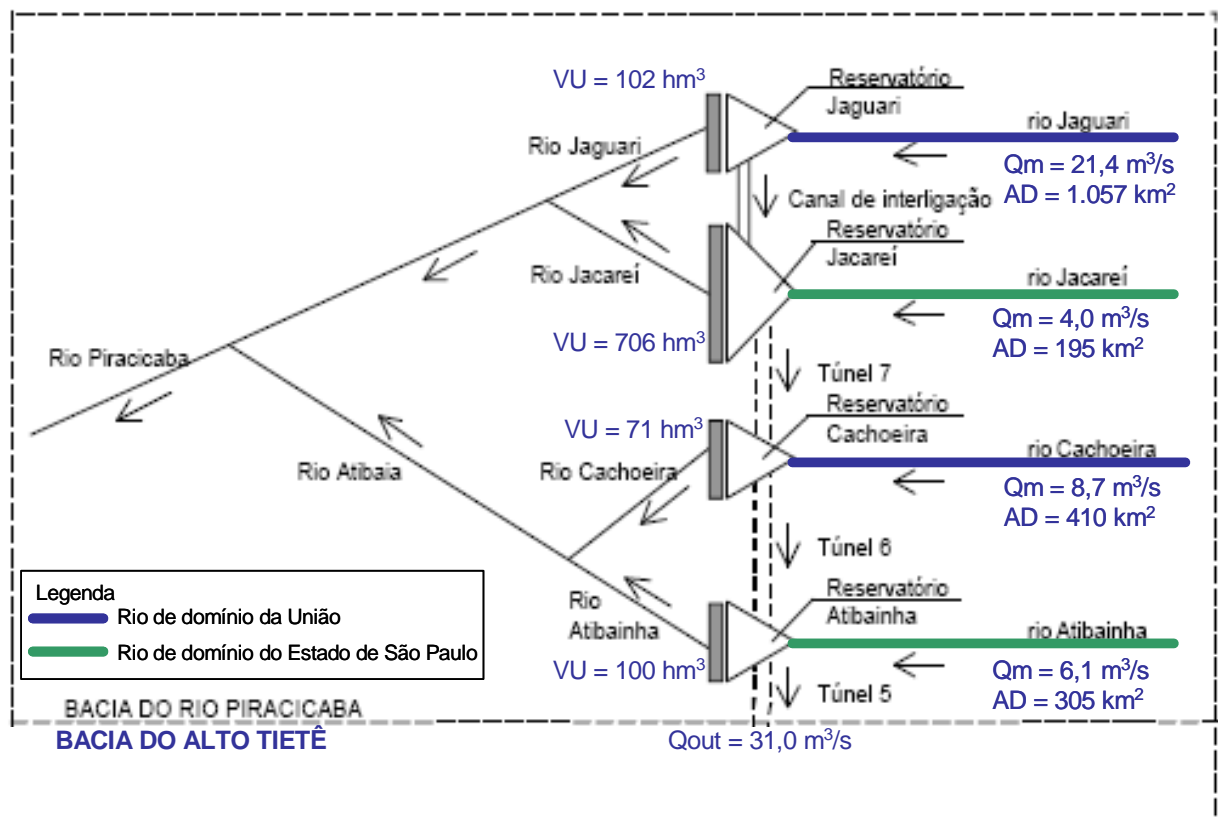 VU = 102 hm³
Reservatório
Jaguari
rio Jaguari
Rio Jaguari
Qm = 21,4 m³/s
AD = 1.057 km²
Canal de interligação
Reservatório
Jacareí
rio Jacareí
Rio Jacareí
Qm = 4,0 m³/s
AD = 195 km²
VU = 706 hm³
Rio Piracicaba
Túnel 7
Reservatório
Cachoeira
VU = 71 hm³
rio Cachoeira
Rio Atibaia
Rio Cachoeira
Qm = 8,7 m³/s
AD = 410 km²
Túnel 6
Legenda
Rio de domínio da União
Rio de domínio do Estado de São Paulo
Rio
Atibainha
Reservatório
Atibainha
rio Atibainha
VU = 100 hm³
Qm = 6,1 m³/s
AD = 305 km²
Túnel 5
BACIA DO RIO PIRACICABA
BACIA DO ALTO TIETÊ
Qout = 31,0 m³/s